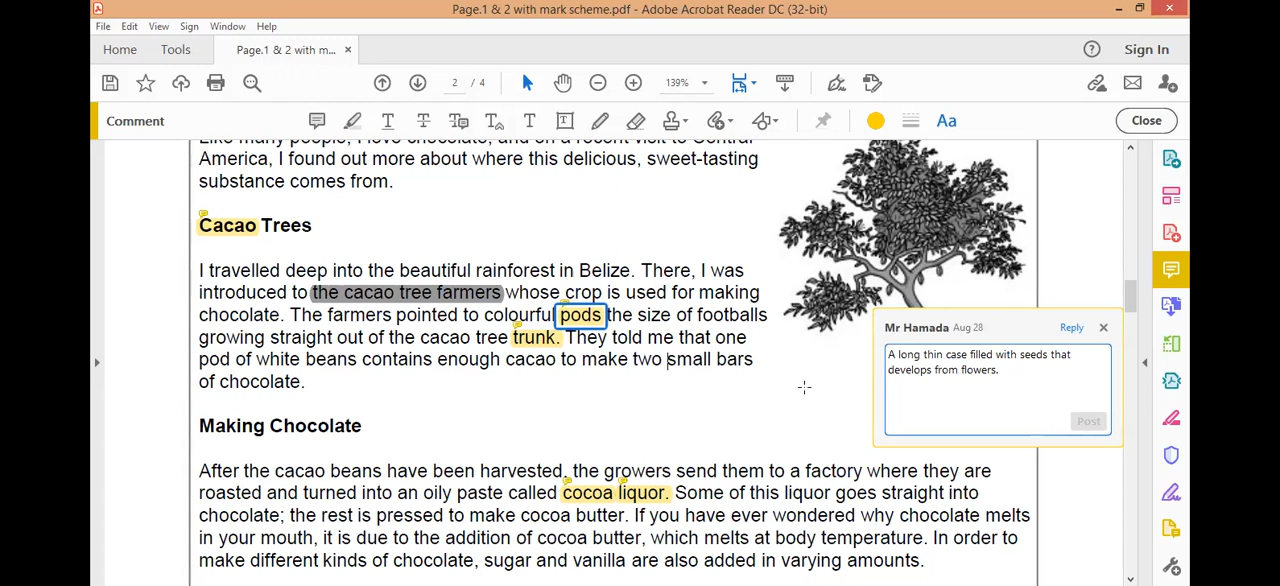 Page.1 & 2 with mark scheme.pdf - Adobe Acrobat Reader DC (32-bit)
File Edit View Sign Window Help
Home Tools Page.1 & 2 with m... × Sign In
2 / 4 139%
Comment Close
Like many people, I love chocolate, and on a recent visit to Central
America, I found out more about where this delicious, sweet-tasting
substance comes from.
Cacao Trees
I travelled deep into the beautiful rainforest in Belize. There, I was
introduced to the cacao tree farmers whose crop is used for making
chocolate. The farmers pointed to colourful pods the size of footballs
growing straight out of the cacao tree trunk. They told me that one
pod of white beans contains enough cacao to make two small bars
of chocolate.
Mr Hamada Aug 28 Reply
A long thin case filled with seeds that
develops from flowers.
Post
Making Chocolate
After the cacao beans have been harvested, the growers send them to a factory where they are
roasted and turned into an oily paste called cocoa liquor. Some of this liquor goes straight into
chocolate; the rest is pressed to make cocoa butter. If you have ever wondered why chocolate melts
in your mouth, it is due to the addition of cocoa butter, which melts at body temperature. In order to
make different kinds of chocolate, sugar and vanilla are also added in varying amounts.